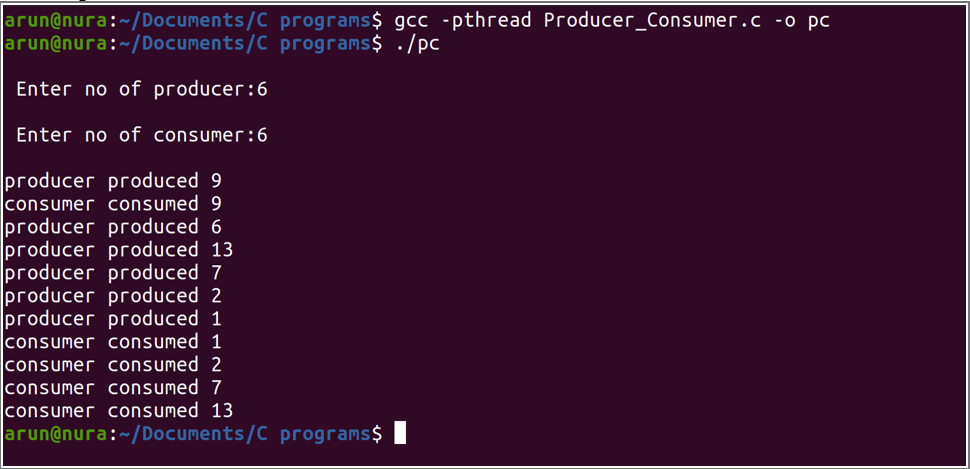 arun@nura:~/Documents/C programs$ gcc -pthread Producer_Consumer.c -o pc
arun@nura:~/Documents/C programs$ ./pc
Enter no of producer:6
Enter no of consumer:6
producer produced 9
consumer consumed 9
producer produced 6
producer produced 13
producer produced 7
producer produced 2
producer produced 1
consumer consumed 1
consumer consumed 2
consumer consumed 7
consumer consumed 13
arun@nura:~/Documents/C programs$